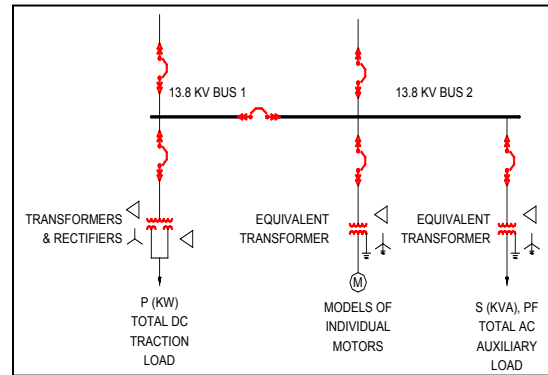 13.8 KV BUS 1
13.8 KV BUS 2
TRANSFORMERS
& RECTIFIERS
EQUIVALENT
TRANSFORMER
EQUIVALENT
TRANSFORMER
M
P (KW)
TOTAL DC
TRACTION
LOAD
MODELS OF
INDIVIDUAL
MOTORS
S (KVA), PF
TOTAL AC
AUXILIARY
LOAD